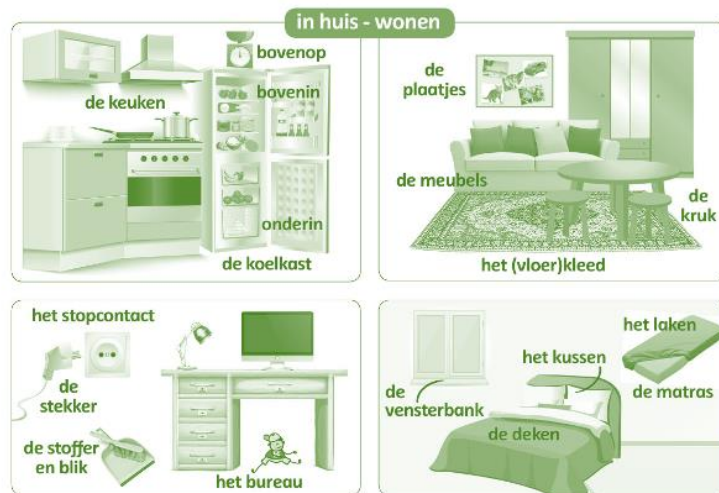 in huis - wonen
bovenop
bovenin
de keuken
onderin
de koelkast
de
plaatjes
de meubels
de
kruk
het (vloer)kleed
het stopcontact
de
stekker
de stoffer
en blik
het bureau
het laken
het kussen
de
vensterbank
de matras
de deken